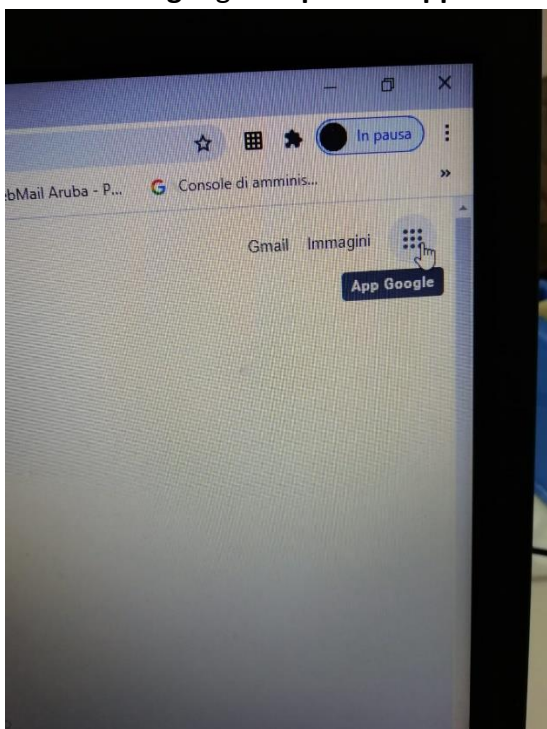 In pausa
bMail Aruba - P...
Console di amminis...
»
Gmail Immagini
App Google